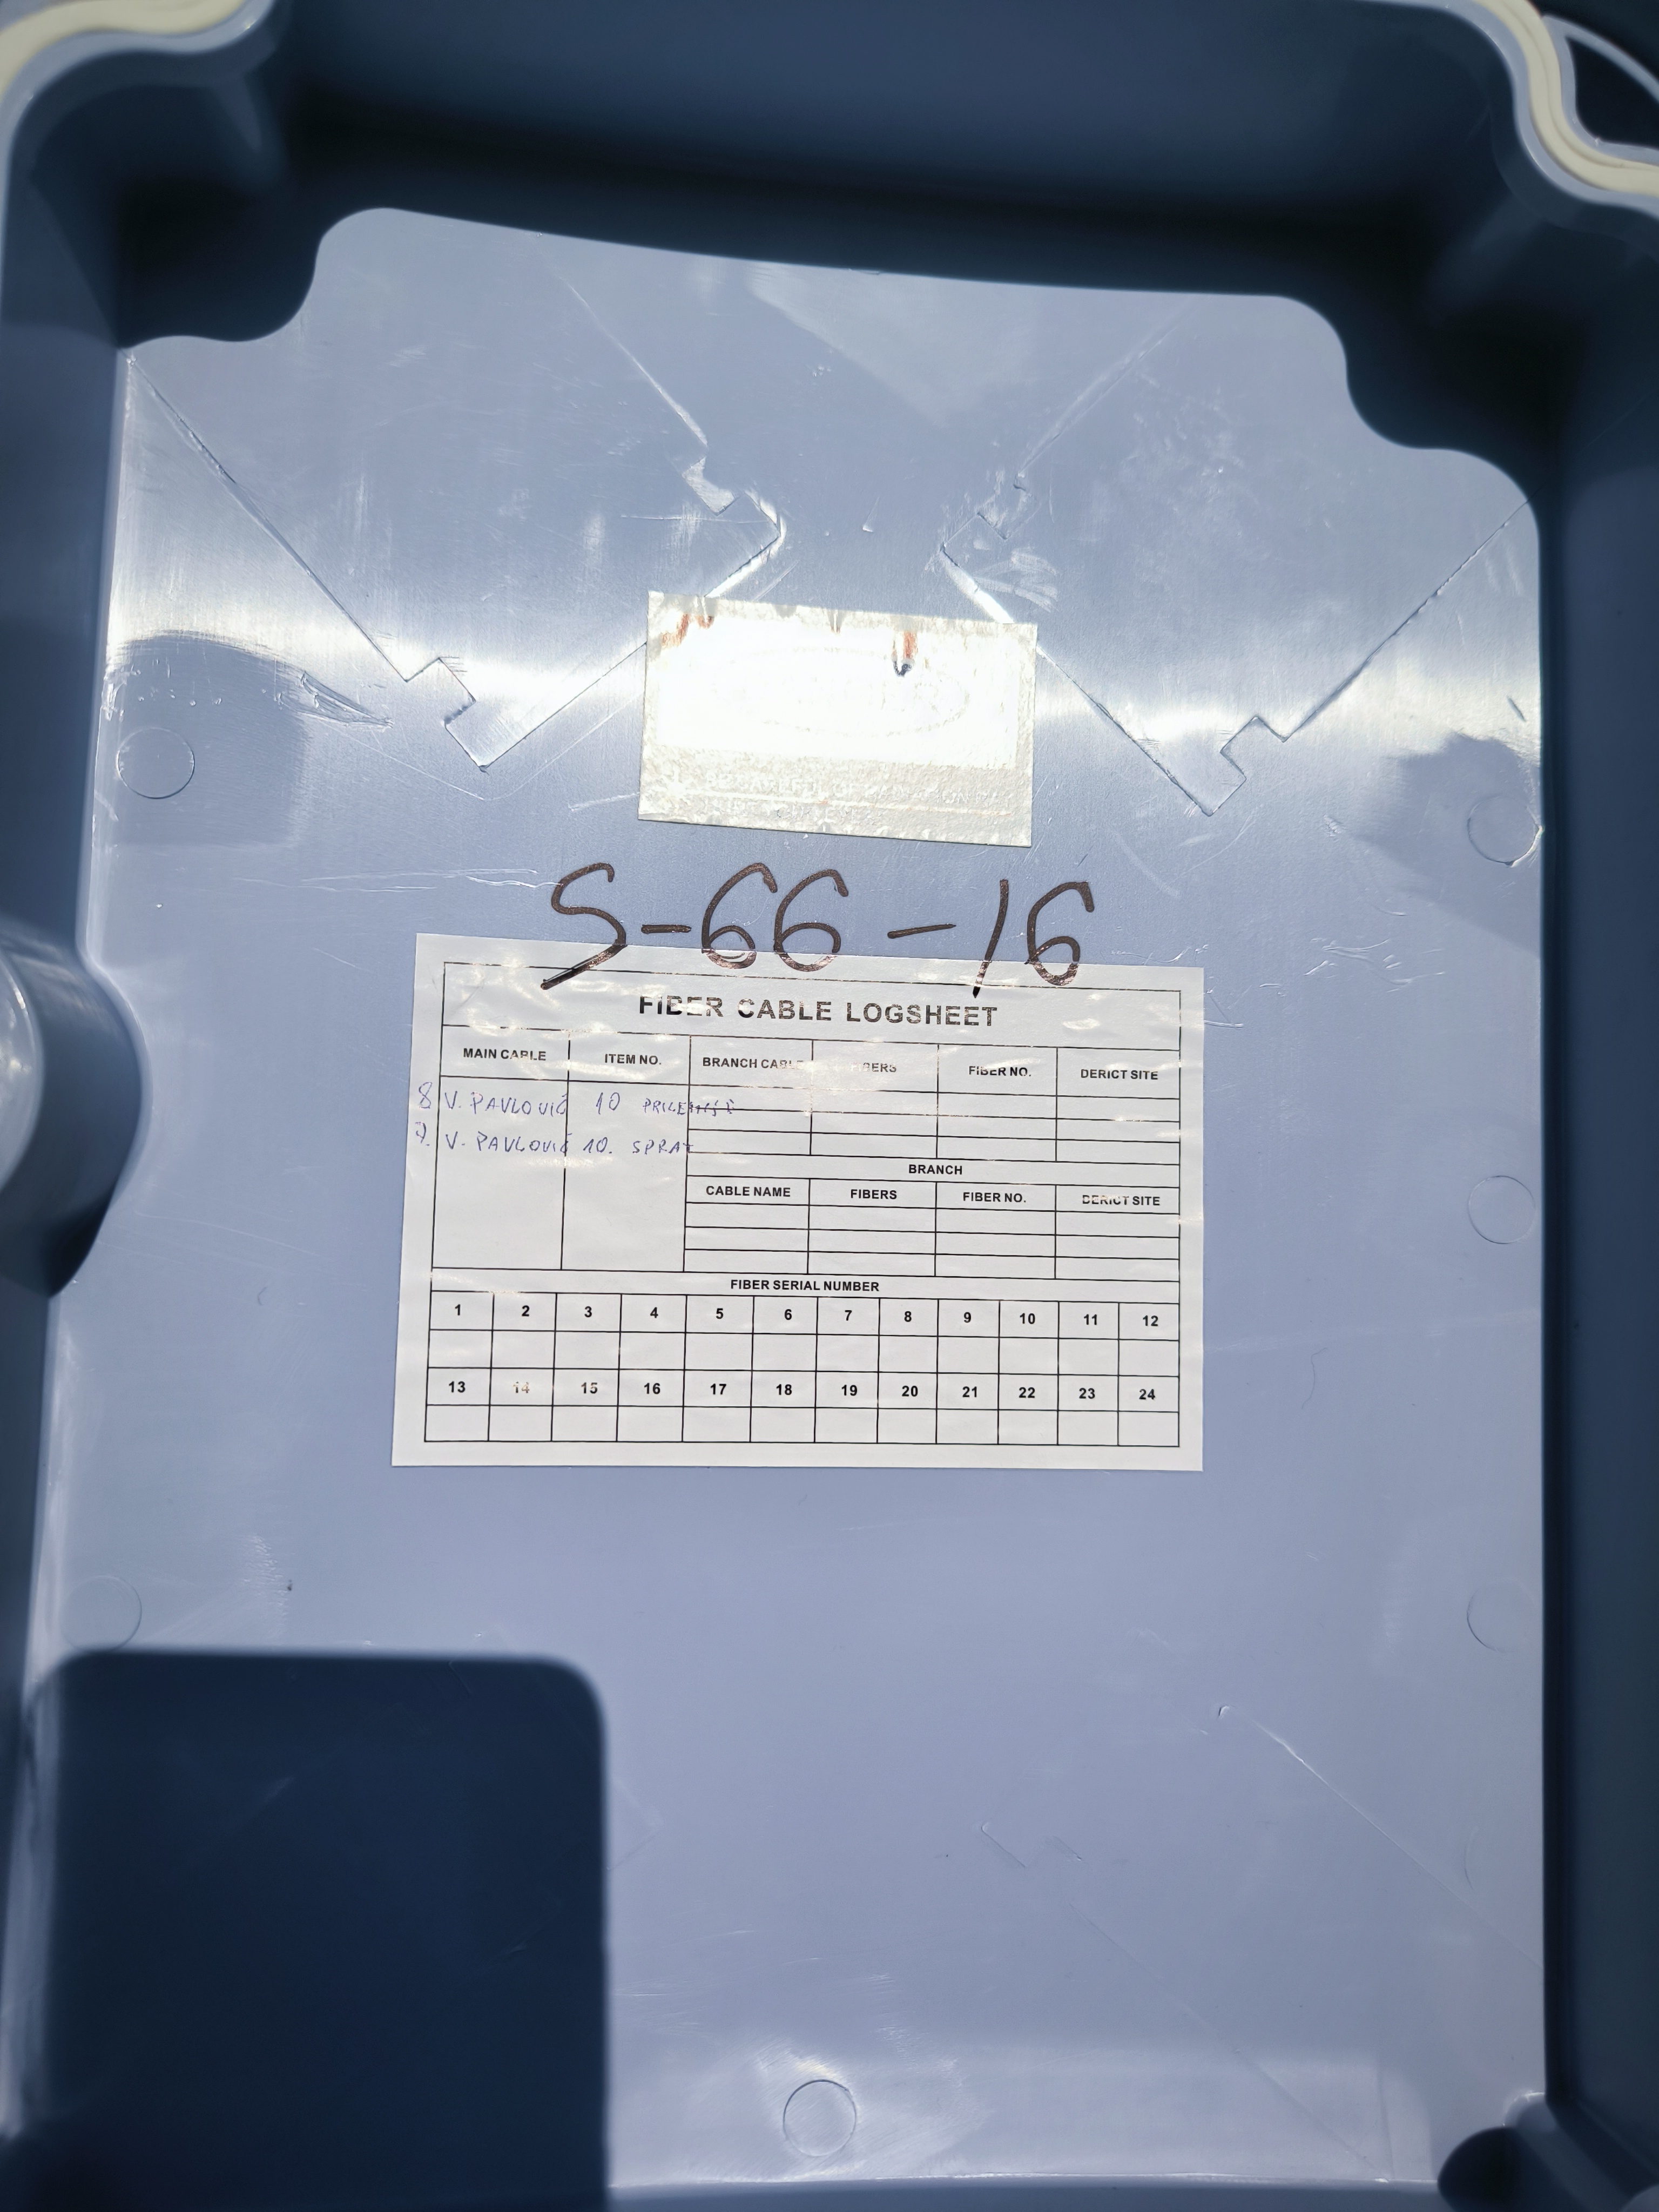 S-66-16
FIBER CABLE LOGSHEET
MAIN CABLE ITEM NO. BRANCH CABLE FIBERS FIBER NO. DERICT SITE
8 V. PAVLOVIĆ 10
V. PAVLOVIĆ 10. SPRAT
BRANCH
CABLE NAME FIBERS FIBER NO. DERICT SITE
FIBER SERIAL NUMBER
1 2 3 4 5 6 7 8 9 10 11 12
13 14 15 16 17 18 19 20 21 22 23 24